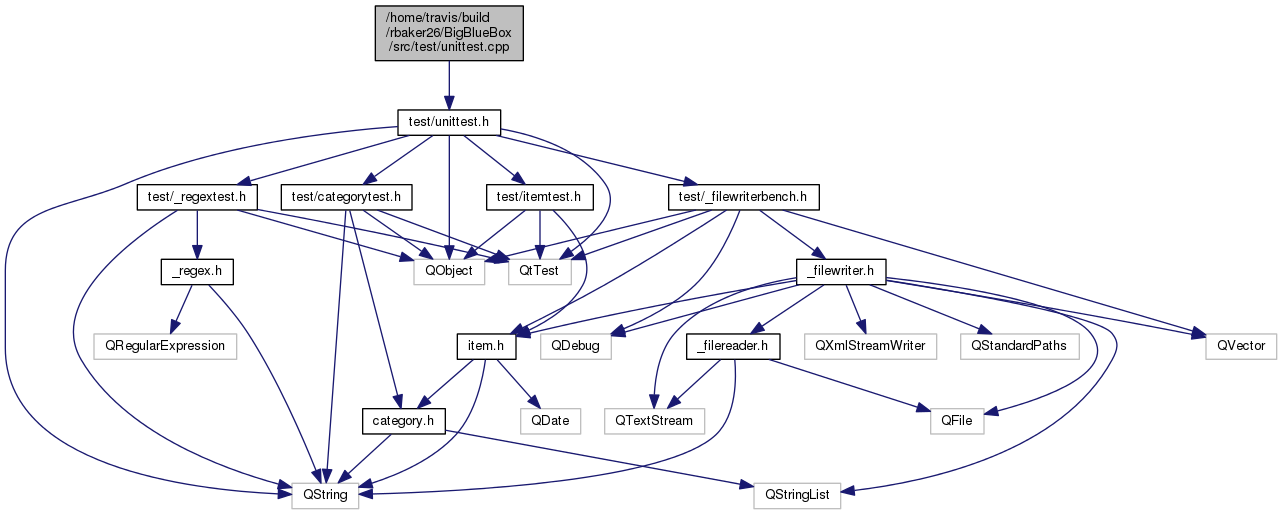 /home/travis/build
/rbaker26/BigBlueBox
/src/test/unittest.cpp
test/unittest.h
test/_regextest.h
test/categorytest.h
test/itemtest.h
test/_filewriterbench.h
_regex.h
QObject
QtTest
_filewriter.h
QRegularExpression
item.h
QDebug
_filereader.h
QXmlStreamWriter
QStandardPaths
QVector
category.h
QDate
QTextStream
QFile
QString
QStringList